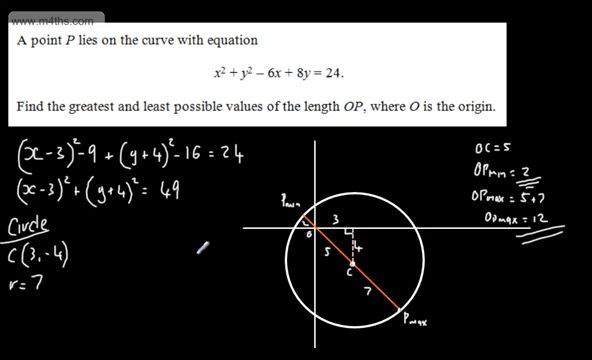 www.m4ths.com
A point P lies on the curve with equation
x² + y² – 6x + 8y = 24.
Find the greatest and least possible values of the length OP, where O is the origin.
(x-3)²-9 + (y+4)²-16 = 24
(x-3)² + (y+4)² = 49
Circle
C(3,-4)
r=7
Pmin
2
0
3
4
5
C
7
Pmax
OC=5
OPmin = 2
OPmax = 5+7
OPmax = 12